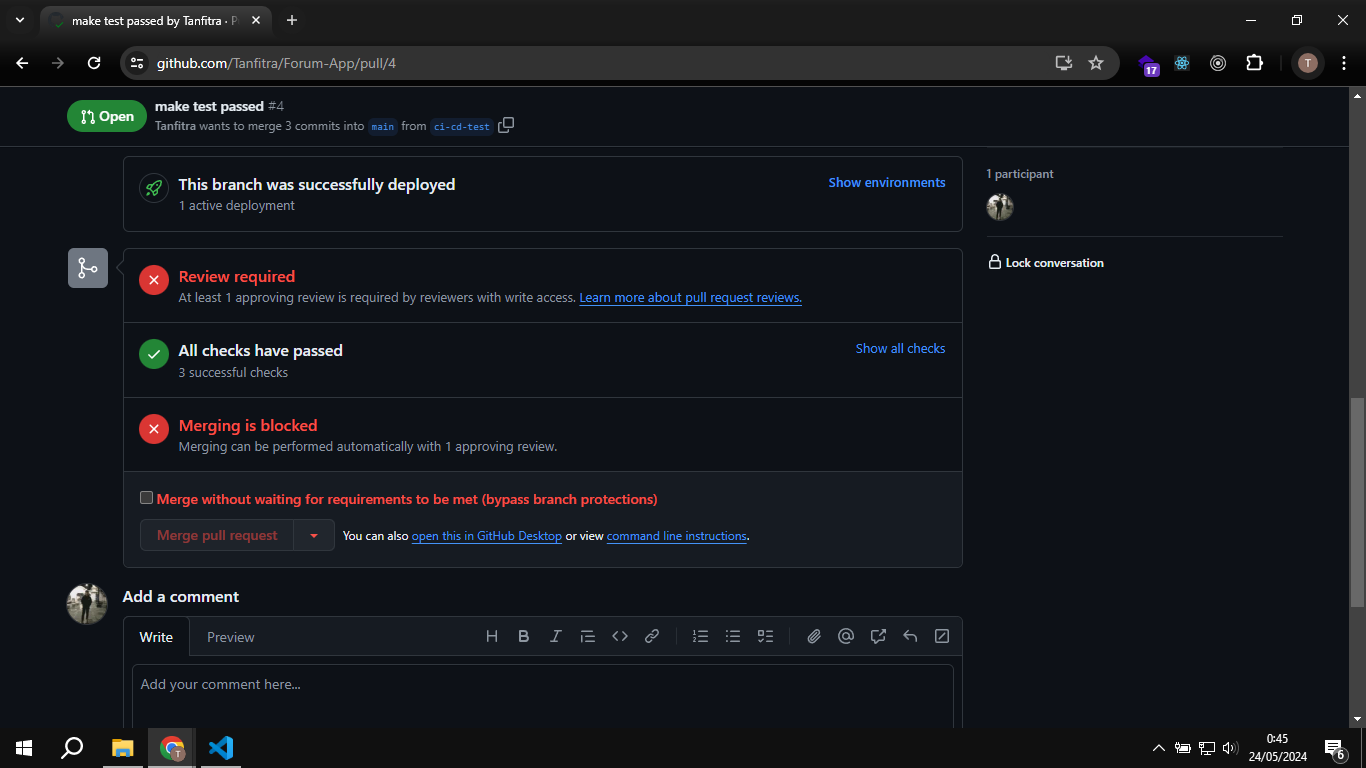 make test passed by Tanfitra · P
github.com/Tanfitra/Forum-App/pull/4
17
T
Open
make test passed #4
Tanfitra wants to merge 3 commits into main from ci-cd-test
This branch was successfully deployed
Show environments
1 active deployment
1 participant
Lock conversation
Review required
At least 1 approving review is required by reviewers with write access. Learn more about pull request reviews.
All checks have passed
Show all checks
3 successful checks
Merging is blocked
Merging can be performed automatically with 1 approving review.
Merge without waiting for requirements to be met (bypass branch protections)
Merge pull request
You can also open this in GitHub Desktop or view command line instructions.
Add a comment
Write
Preview
Add your comment here...
T
0:45
24/05/2024
6